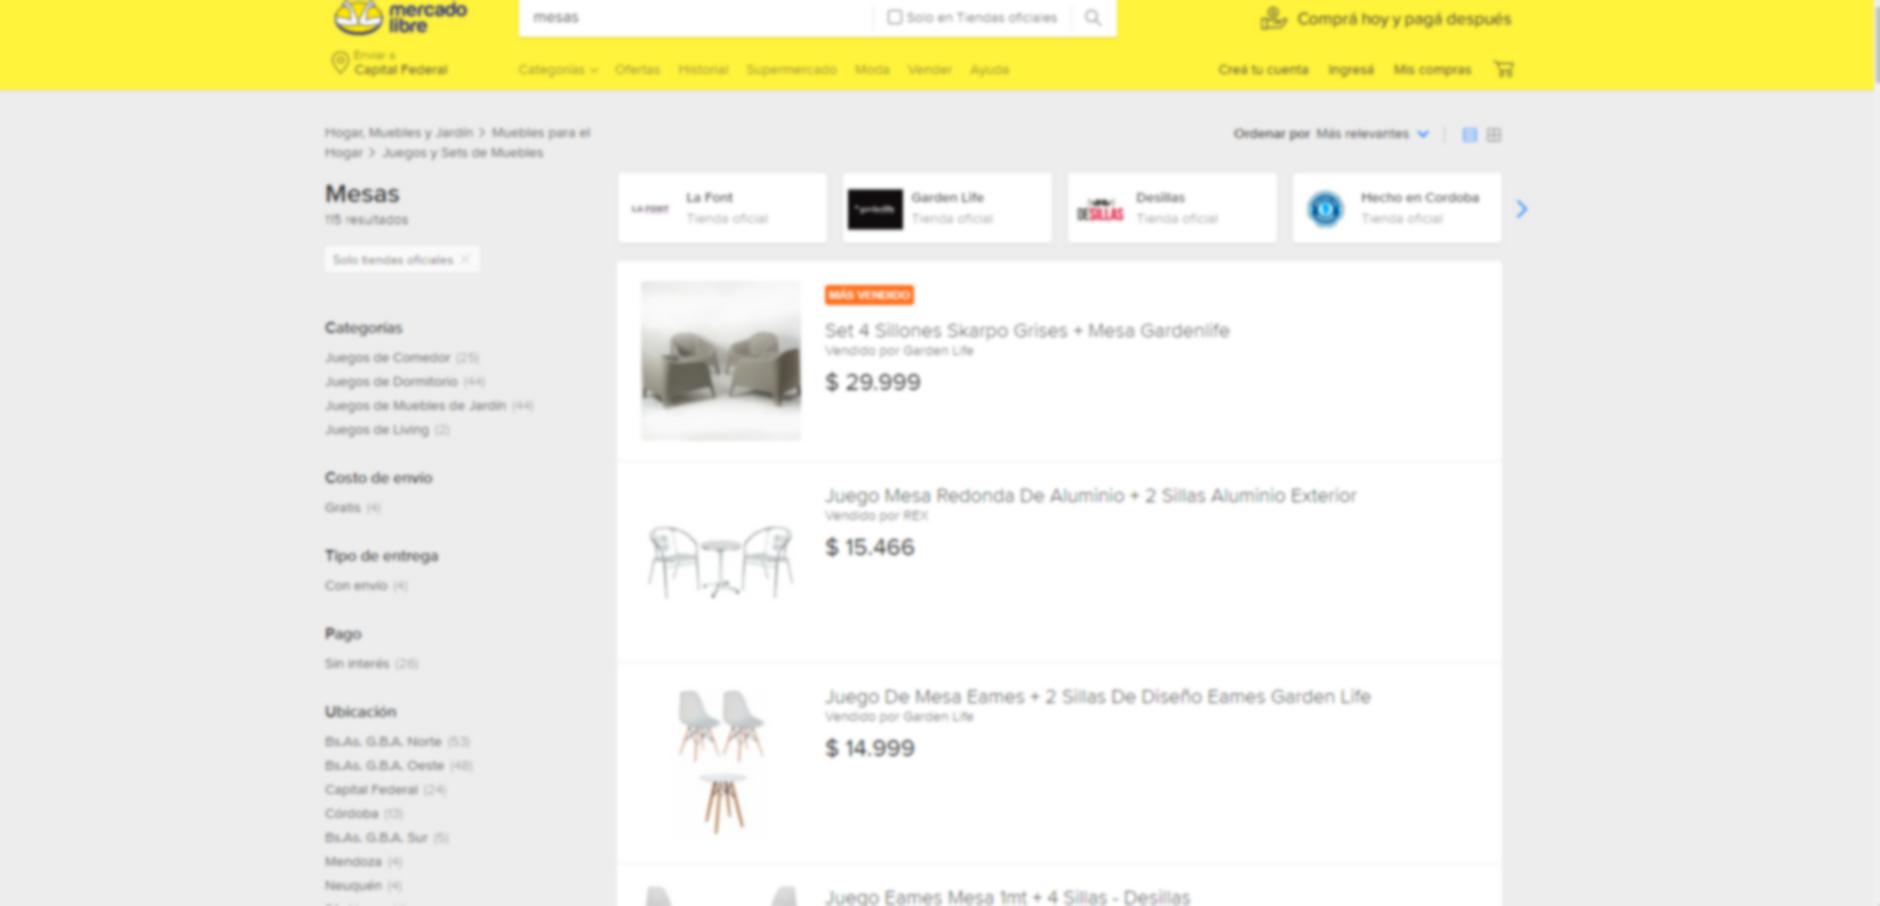 mercado
libre
mesas
Solo en Tiendas oficiales
Comprá hoy y pagá después
Enviar a
Capital Federal
Categorías
Ofertas
Historial
Supermercado
Moda
Vender
Ayuda
Creá tu cuenta
Ingresá
Mis compras
Hogar, Muebles y Jardín > Muebles para el
Hogar > Juegos y Sets de Muebles
Ordenar por Más relevantes
Mesas
115 resultados
Solo tiendas oficiales
LA FONT
La Font
Tienda oficial
Garden Life
Tienda oficial
DESILLAS
Desillas
Tienda oficial
Hecho en Cordoba
Tienda oficial
Categorías
Juegos de Comedor (25)
Juegos de Dormitorio (44)
Juegos de Muebles de Jardín (44)
Juegos de Living (2)
Costo de envío
Gratis (4)
Tipo de entrega
Con envío (4)
Pago
Sin interés (26)
Ubicación
Bs.As. G.B.A. Norte (53)
Bs.As. G.B.A. Oeste (48)
Capital Federal (24)
Córdoba (13)
Bs.As. G.B.A. Sur (5)
Mendoza (4)
Neuquén (4)
MÁS VENDIDO
Set 4 Sillones Skarpo Grises + Mesa Gardenlife
Vendido por Garden Life
$ 29.999
Juego Mesa Redonda De Aluminio + 2 Sillas Aluminio Exterior
Vendido por REX
$ 15.466
Juego De Mesa Eames + 2 Sillas De Diseño Eames Garden Life
Vendido por Garden Life
$ 14.999
Juego Eames Mesa 1mt + 4 Sillas - Desillas